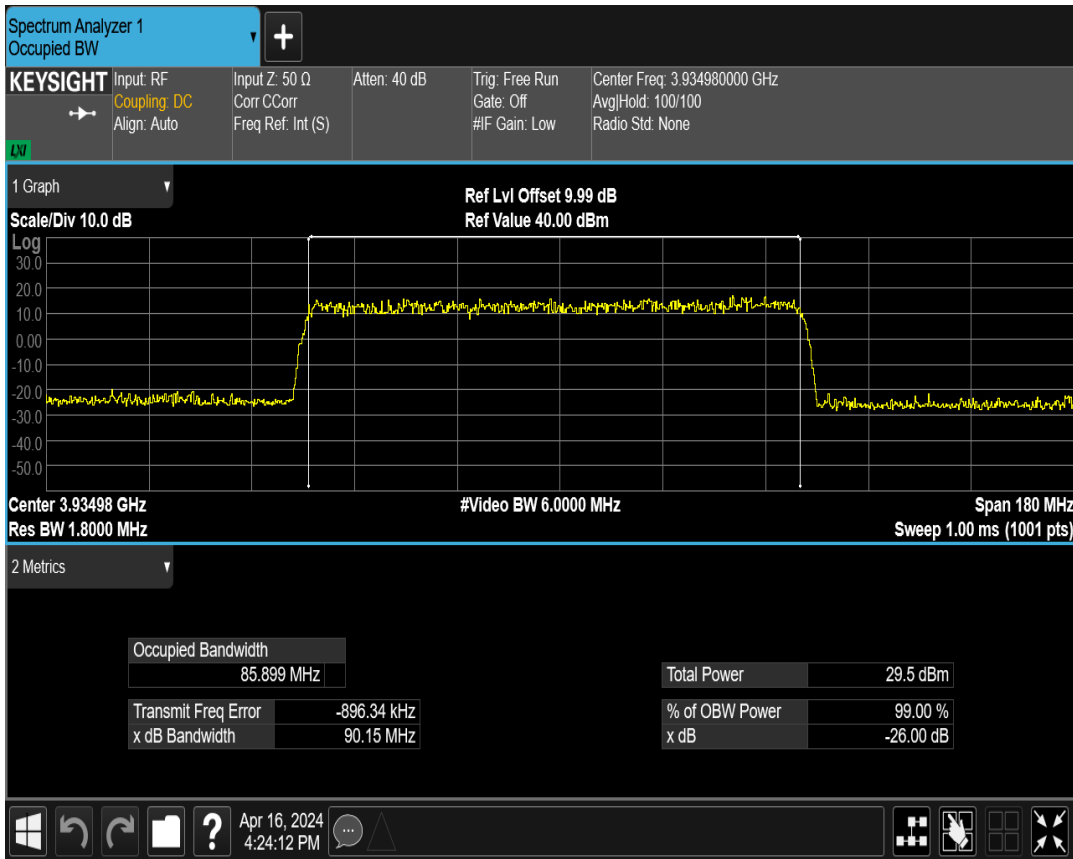 Spectrum Analyzer 1
Occupied BW
KEYSIGHT
LXI
Input: RF
Coupling: DC
Align: Auto
Input Z: 50 Ω
Corr CCorr
Freq Ref: Int (S)
Atten: 40 dB
Trig: Free Run
Gate: Off
#IF Gain: Low
Center Freq: 3.934980000 GHz
Avg|Hold: 100/100
Radio Std: None
1 Graph
Scale/Div 10.0 dB
Ref Lvl Offset 9.99 dB
Ref Value 40.00 dBm
Log
30.0
20.0
10.0
0.00
-10.0
-20.0
-30.0
-40.0
-50.0
Center 3.93498 GHz
Res BW 1.8000 MHz
#Video BW 6.0000 MHz
Span 180 MHz
Sweep 1.00 ms (1001 pts)
2 Metrics
Occupied Bandwidth
85.899 MHz
Transmit Freq Error -896.34 kHz
x dB Bandwidth 90.15 MHz
Total Power 29.5 dBm
% of OBW Power 99.00 %
x dB -26.00 dB
Apr 16, 2024
4:24:12 PM